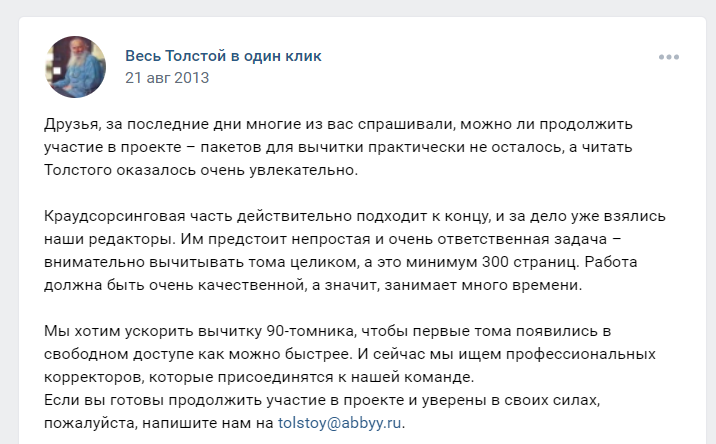 Весь Толстой в один клик
21 авг 2013
Друзья, за последние дни многие из вас спрашивали, можно ли продолжить
участие в проекте – пакетов для вычитки практически не осталось, а читать
Толстого оказалось очень увлекательно.
Краудсорсинговая часть действительно подходит к концу, и за дело уже взялись
наши редакторы. Им предстоит непростая и очень ответственная задача –
внимательно вычитывать тома целиком, а это минимум 300 страниц. Работа
должна быть очень качественной, а значит, занимает много времени.
Мы хотим ускорить вычитку 90-томника, чтобы первые тома появились в
свободном доступе как можно быстрее. И сейчас мы ищем профессиональных
корректоров, которые присоединятся к нашей команде.
Если вы готовы продолжить участие в проекте и уверены в своих силах,
пожалуйста, напишите нам на tolstoy@abbyy.ru.